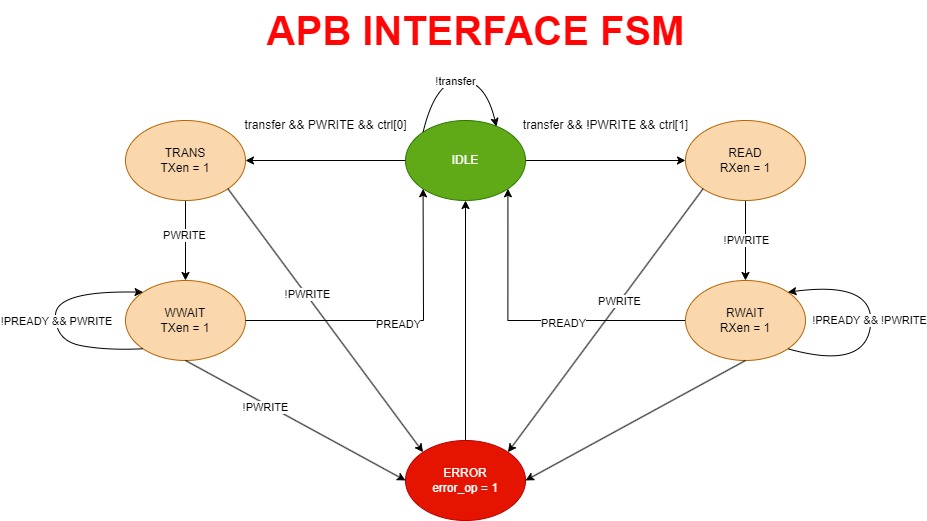 APB INTERFACE FSM
!transfer
transfer && PWRITE && ctrl[0]
transfer && !PWRITE && ctrl[1]
TRANS
TXen = 1
IDLE
READ
RXen = 1
PWRITE
!PWRITE
!PWRITE
PWRITE
!PREADY && PWRITE
WWAIT
TXen = 1
PREADY
PREADY
RWAIT
RXen = 1
!PREADY && !PWRITE
!PWRITE
ERROR
error_op = 1